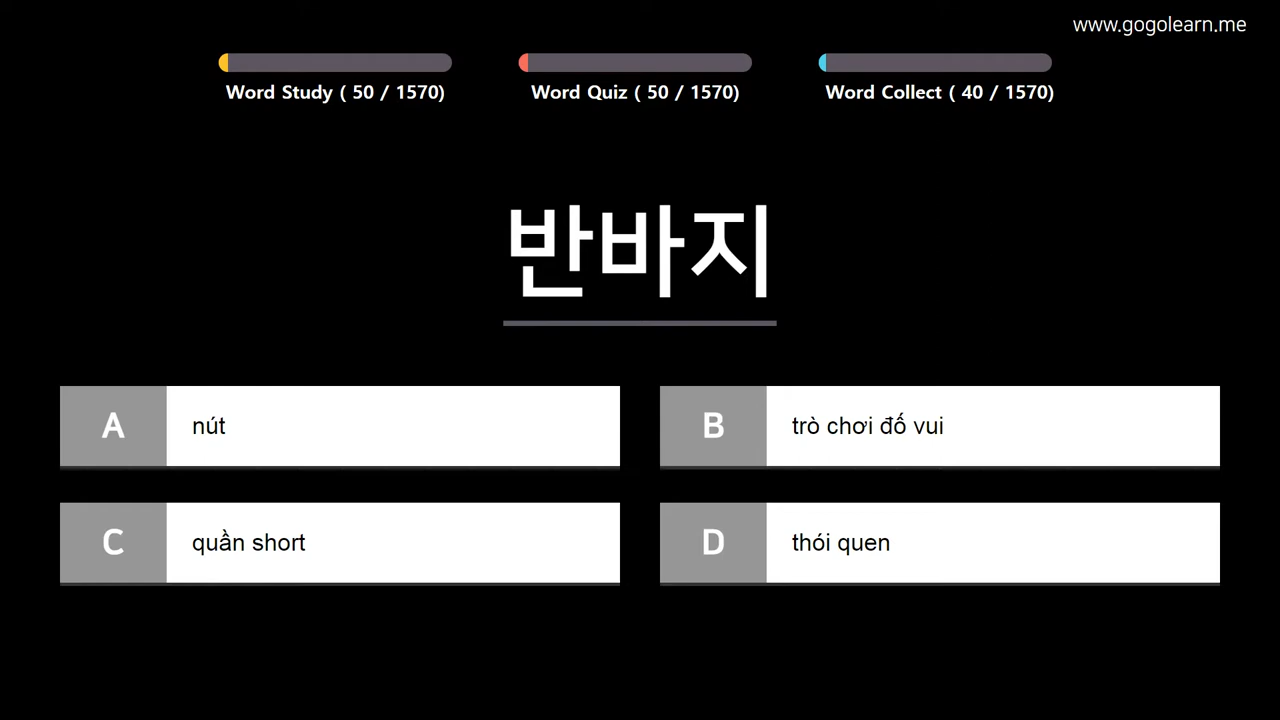 www.gogolearn.me
Word Study ( 50 / 1570)
Word Quiz ( 50 / 1570)
Word Collect ( 40 / 1570)
반바지
A nút
B trò chơi đố vui
C quần short
D thói quen